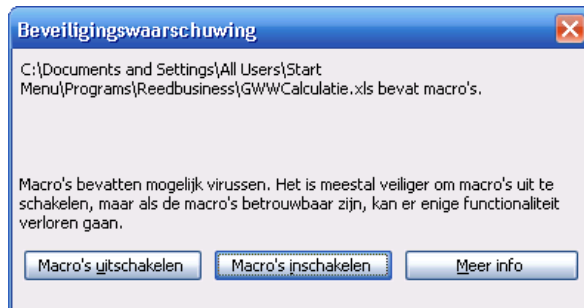 Beveiligingswaarschuwing
C:\Documents and Settings\All Users\Start
Menu\Programs\Reedbusiness\GWWCalculatie.xls bevat macro's.
Macro's bevatten mogelijk virussen. Het is meestal veiliger om macro's uit te
schakelen, maar als de macro's betrouwbaar zijn, kan er enige functionaliteit
verloren gaan.
Macro's uitschakelen Macro's inschakelen Meer info